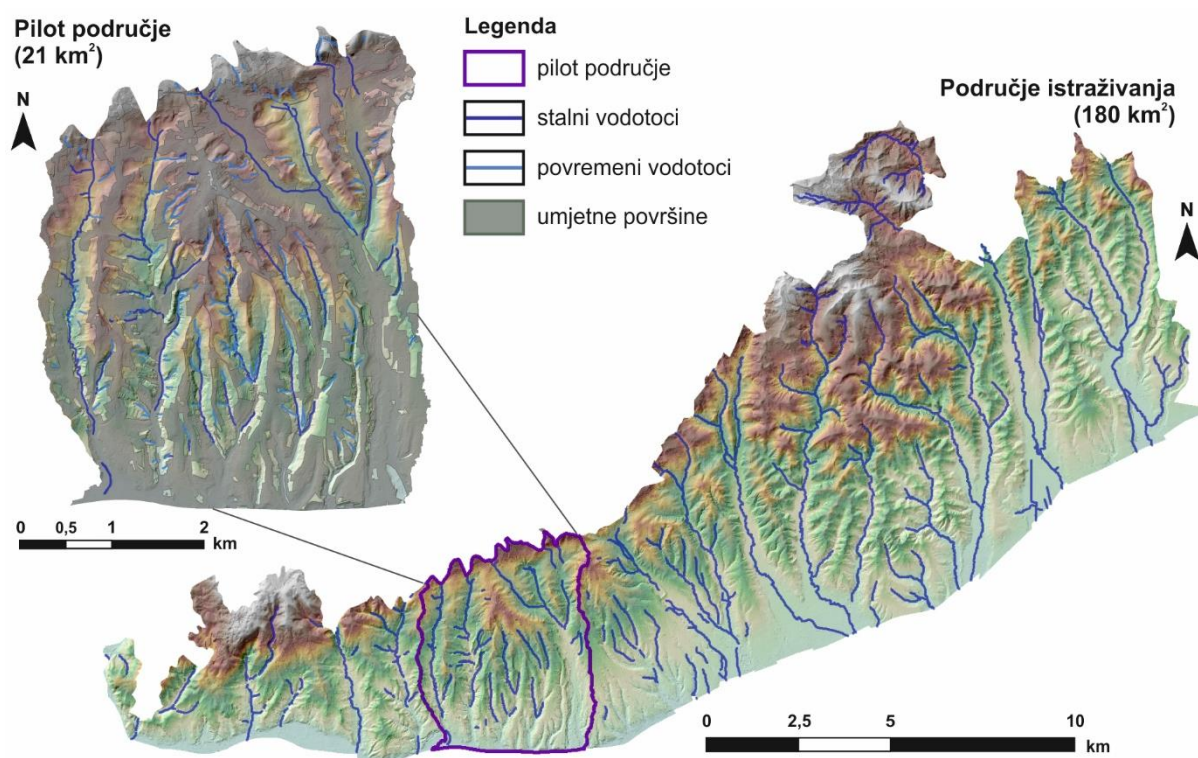 Pilot područje
(21 km²)
N
Legenda
pilot područje
stalni vodotoci
povremeni vodotoci
umjetne površine
Područje istraživanja
(180 km²)
N
0 0,5 1 2
km
0 2,5 5 10
km